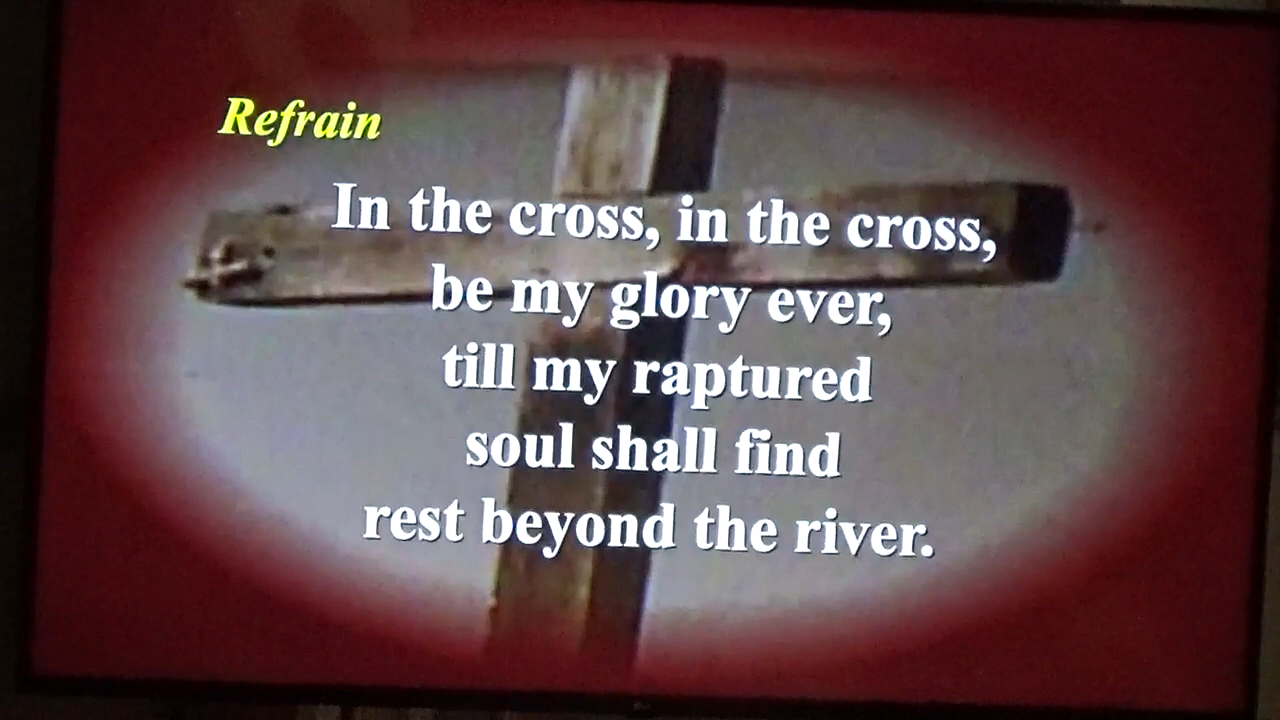 Refrain
In the cross, in the cross,
be my glory ever,
till my raptured
soul shall find
rest beyond the river.